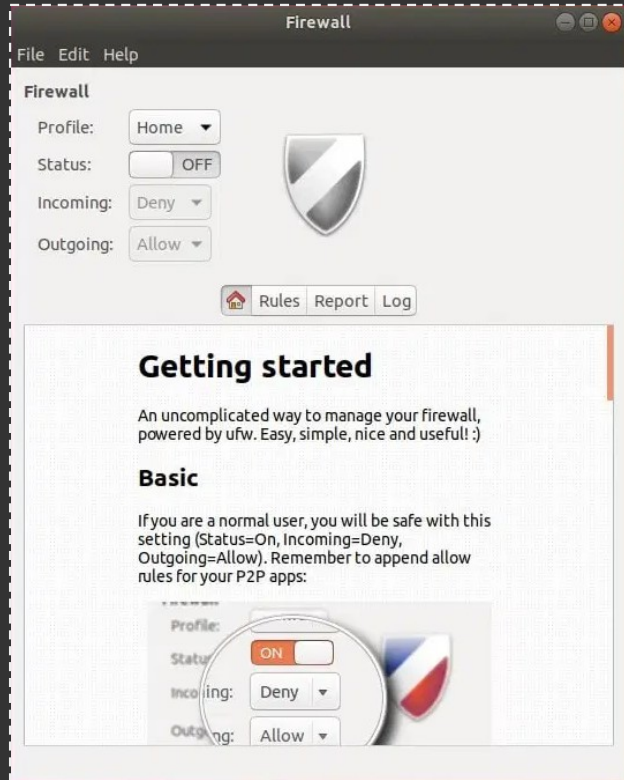 Firewall
File Edit Help
Firewall
Profile: Home
Status: OFF
Incoming: Deny
Outgoing: Allow
Rules Report Log
Getting started
An uncomplicated way to manage your firewall,
powered by ufw. Easy, simple, nice and useful! :)
Basic
If you are a normal user, you will be safe with this
setting (Status=On, Incoming=Deny,
Outgoing=Allow). Remember to append allow
rules for your P2P apps:
Profile:
Statu ON
Incoming: Deny
Outgoing: Allow